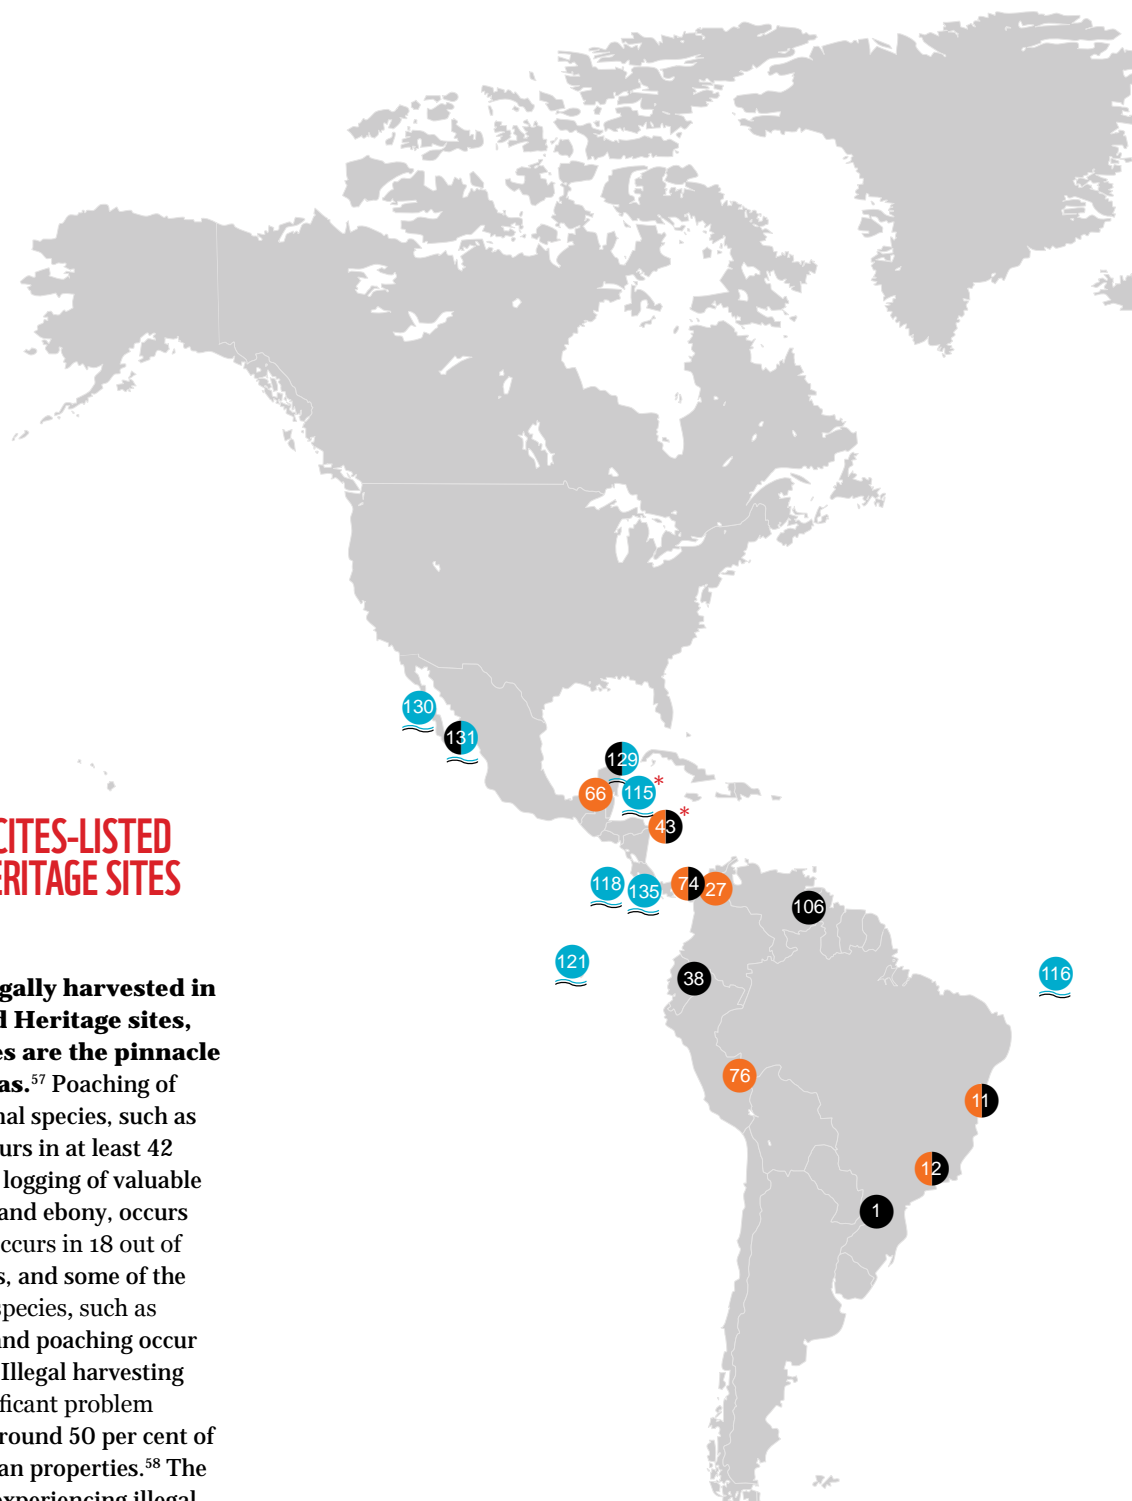 130
131
129
66
115
*
43
*
CITES-LISTED
ERITAGE SITES
118
135
74
27
106
121
38
116
gally harvested in
d Heritage sites,
es are the pinnacle
as.57 Poaching of
76
nal species, such as
11
urs in at least 42
logging of valuable
12
and ebony, occurs
1
ccurs in 18 out of
s, and some of the
species, such as
and poaching occur
Illegal harvesting
ficant problem
round 50 per cent of
an properties.58 The
experiencing illegal